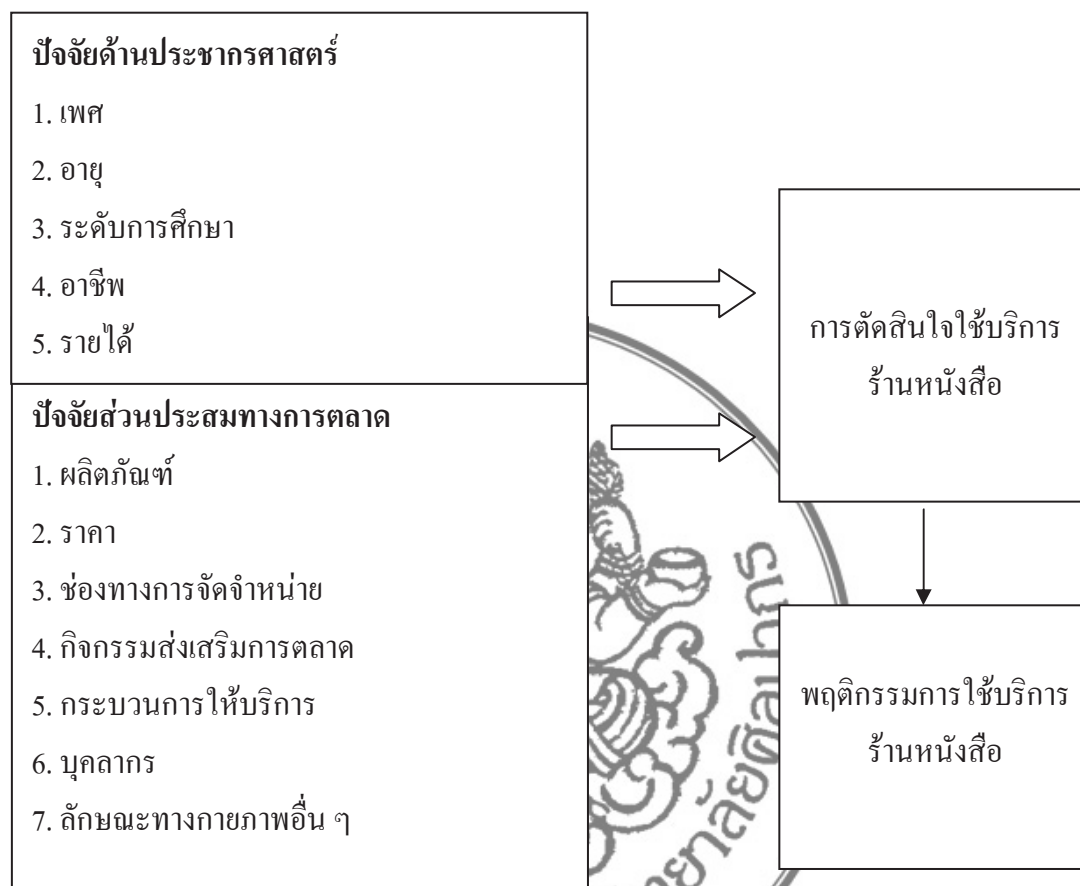 ปัจจัยด้านประชากรศาสตร์
1. เพศ
2. อายุ
3. ระดับการศึกษา
4. อาชีพ
5. รายได้
ปัจจัยส่วนประสมทางการตลาด
1. ผลิตภัณฑ์
2. ราคา
3. ช่องทางการจัดจำหน่าย
4. กิจกรรมส่งเสริมการตลาด
5. กระบวนการให้บริการ
6. บุคลากร
7. ลักษณะทางกายภาพอื่น ๆ
การตัดสินใจใช้บริการ
ร้านหนังสือ
พฤติกรรมการใช้บริการ
ร้านหนังสือ